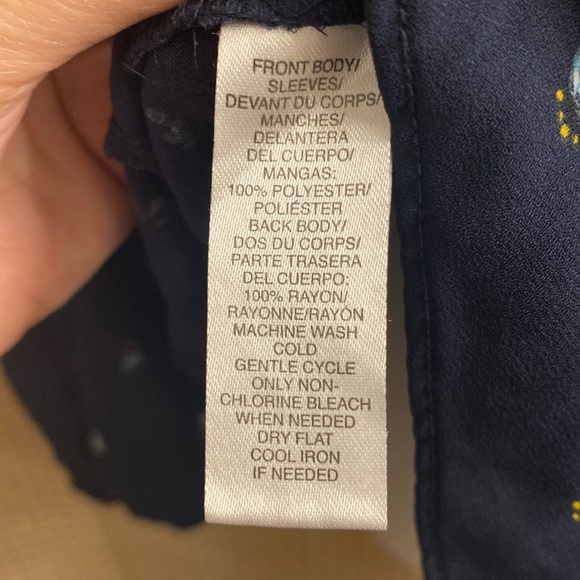 FRONT BODY/
SLEEVES/
DEVANT DU CORPS/
MANCHES/
DELANTERA
DEL CUERPO/
MANGAS:
100% POLYESTER/
POLIÉSTER
BACK BODY/
DOS DU CORPS/
PARTE TRASERA
DEL CUERPO:
100% RAYON/
RAYONNE/RAYÓN
MACHINE WASH
COLD
GENTLE CYCLE
ONLY NON-
CHLORINE BLEACH
WHEN NEEDED
DRY FLAT
COOL IRON
IF NEEDED